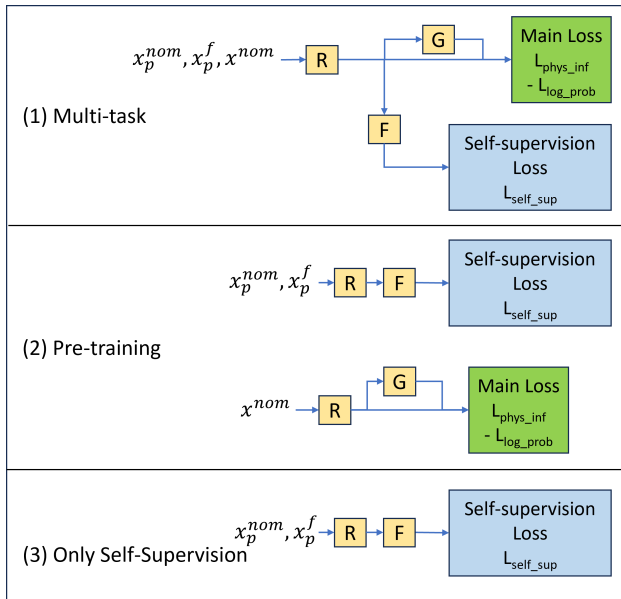 $x_p^{nom}, x_p^f, x^{nom}$
R
G
Main Loss
L_phys_inf
- L_log_prob
(1) Multi-task
F
Self-supervision
Loss
L_self_sup
$x_p^{nom}, x_p^f$
R
F
Self-supervision
Loss
L_self_sup
(2) Pre-training
$x^{nom}$
R
G
Main Loss
L_phys_inf
- L_log_prob
$x_p^{nom}, x_p^f$
R
F
Self-supervision
Loss
L_self_sup
(3) Only Self-Supervision